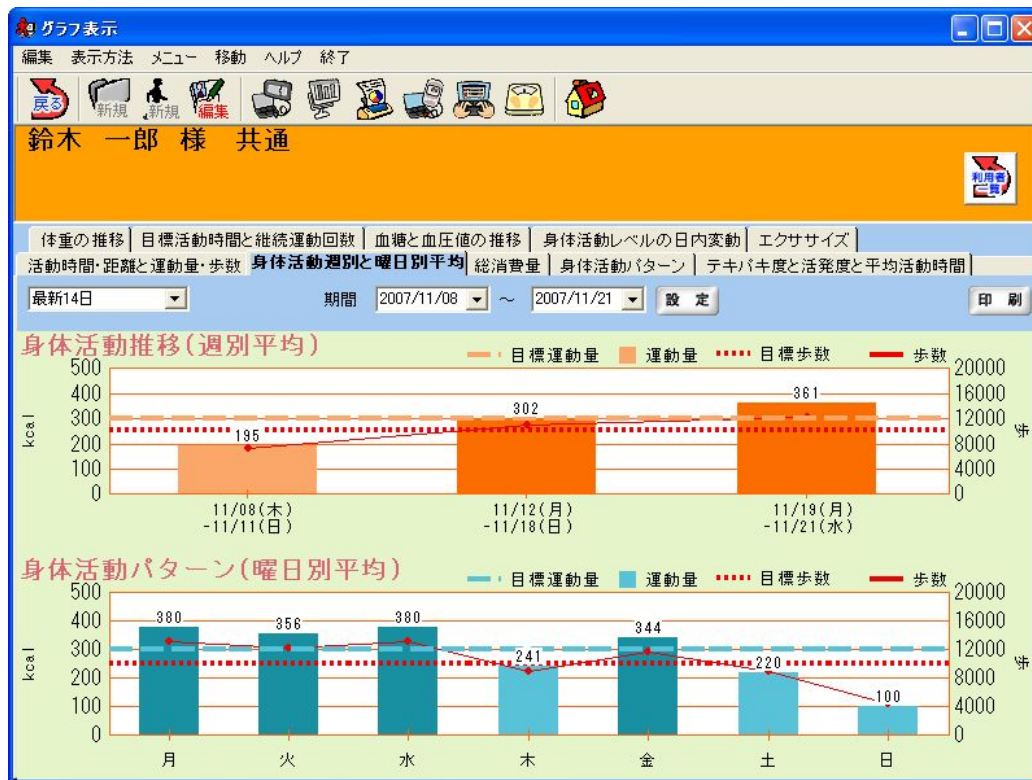 グラフ表示
編集 表示方法 メニュー 移動 ヘルプ 終了
戻る 新規 新規 編集
鈴木 一郎 様 共通
利用者一覧
体重の推移 目標活動時間と継続運動回数 血糖と血圧値の推移 身体活動レベルの日内変動 エクササイズ
活動時間・距離と運動量・歩数 身体活動週別と曜日別平均 総消費量 身体活動パターン テキパキ度と活発度と平均活動時間
最新14日 期間 2007/11/08 ～ 2007/11/21 設定 印刷
身体活動推移(週別平均)
目標運動量 運動量 目標歩数 歩数
500 20000
400 16000
300 12000
200 8000
100 4000
0 0
kcal 歩
195 302 361
11/08(木) 11/12(月) 11/19(月)
-11/11(日) -11/18(日) -11/21(水)
身体活動パターン(曜日別平均)
目標運動量 運動量 目標歩数 歩数
500 20000
400 16000
300 12000
200 8000
100 4000
0 0
kcal 歩
380 356 380 241 344 220 100
月 火 水 木 金 土 日